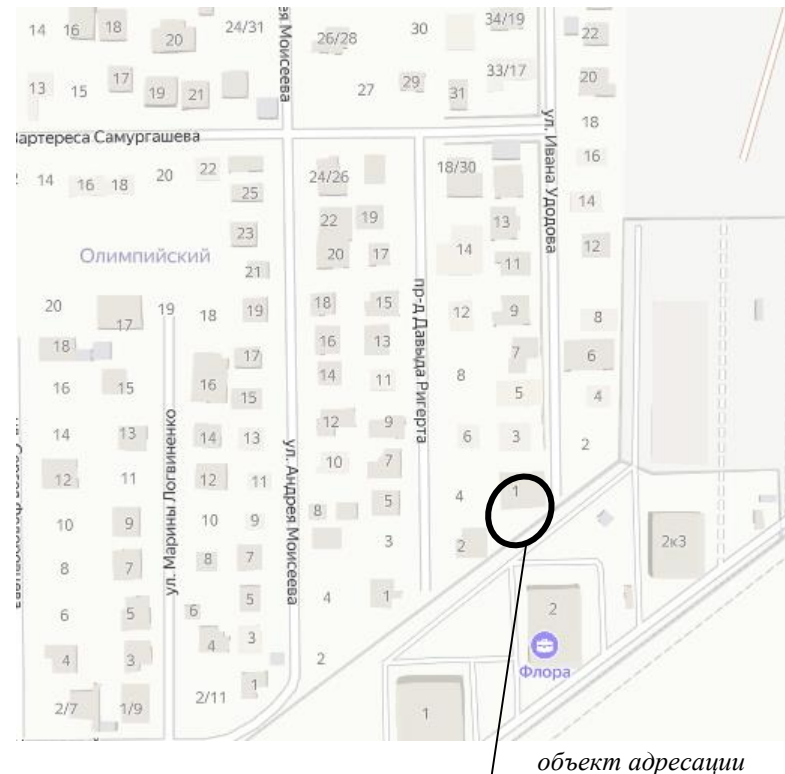 14 16 18 20 24/31 26/28 30 34/19 22
13 15 17 19 21 27 29 31 33/17 20
18
ул. Ивана Удодова
Вартереса Самургашева
Моисеева
16
14 16 18 20 22 24/26 18/30
25 14
22 19 13
23 12
Олимпийский
20 17 14 11
21
пр-д Давыда Ригерта
20 17 19 18 19 18 15 12 9 8
18 17 16 13 7 6
16 15 16 15 14 11 8 5 4
14 13 14 13 12 9 6 3 2
ул. Марины Логвиненко
ул. Андрея Моисеева
12 11 12 11 10 7 4 1
10 9 10 9 8 5 3 2 2к3
8 7 8 7
6 5 6 5 4 1 2
4 3 4 3 2
Флора
2/7 1/9 2/11 1 1
объект адресации